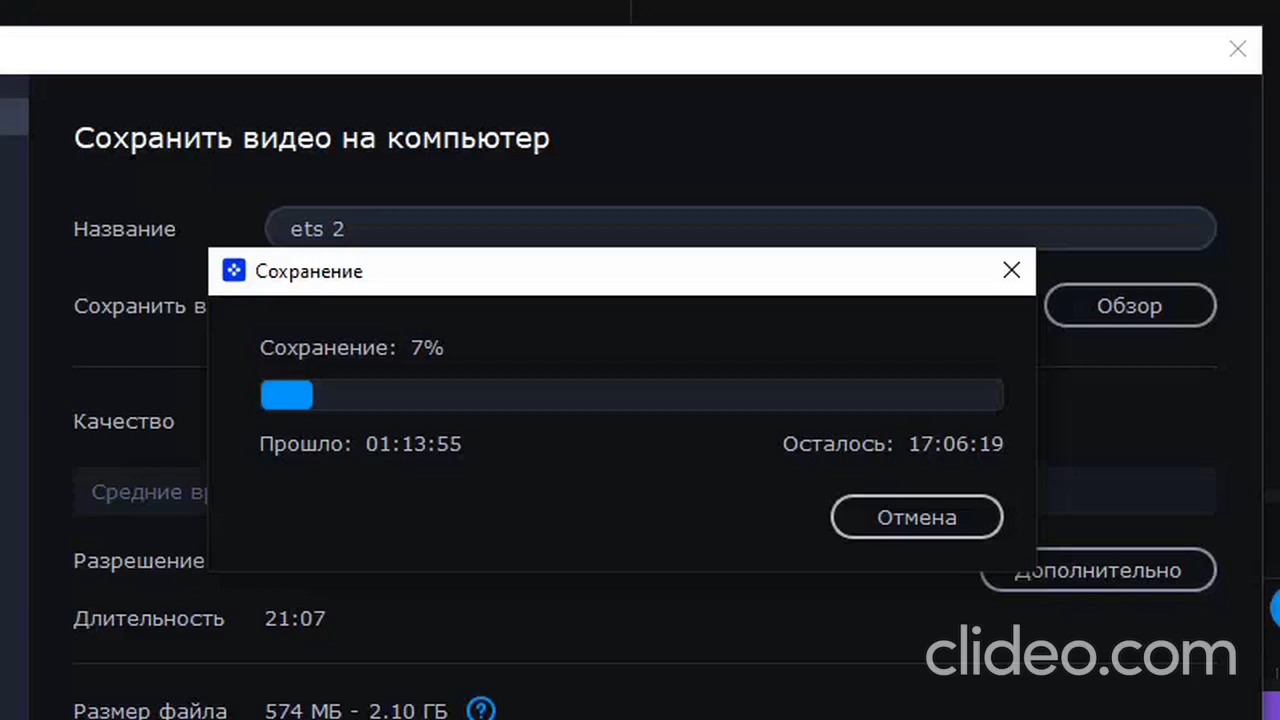 Сохранить видео на компьютер
Название ets 2
Сохранение
Сохранить в
Обзор
Сохранение: 7%
Качество
Прошло: 01:13:55 Осталось: 17:06:19
Средние
Отмена
Разрешение
Дополнительно
Длительность 21:07
clideo.com
Размер файла 574 МБ - 2.10 ГБ ?